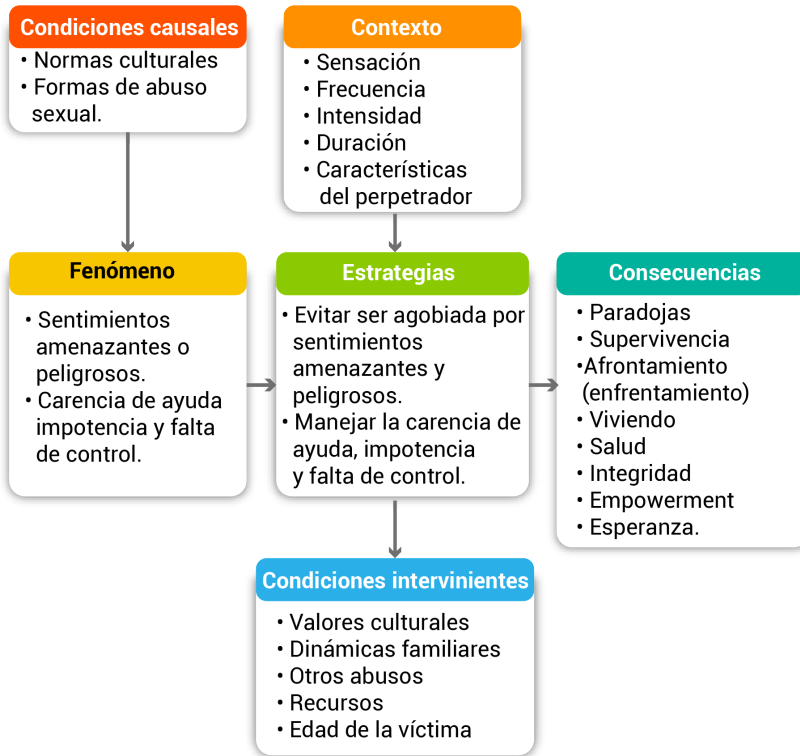 Condiciones causales
• Normas culturales
• Formas de abuso
sexual.
Contexto
• Sensación
• Frecuencia
• Intensidad
• Duración
• Características
del perpetrador
Fenómeno
• Sentimientos
amenazantes o
peligrosos.
• Carencia de ayuda
impotencia y falta
de control.
Estrategias
• Evitar ser agobiada por
sentimientos
amenazantes y
peligrosos.
• Manejar la carencia de
ayuda, impotencia
y falta de control.
Consecuencias
• Paradojas
• Supervivencia
•Afrontamiento
(enfrentamiento)
• Viviendo
• Salud
• Integridad
• Empowerment
• Esperanza.
Condiciones intervinientes
• Valores culturales
• Dinámicas familiares
• Otros abusos
• Recursos
• Edad de la víctima